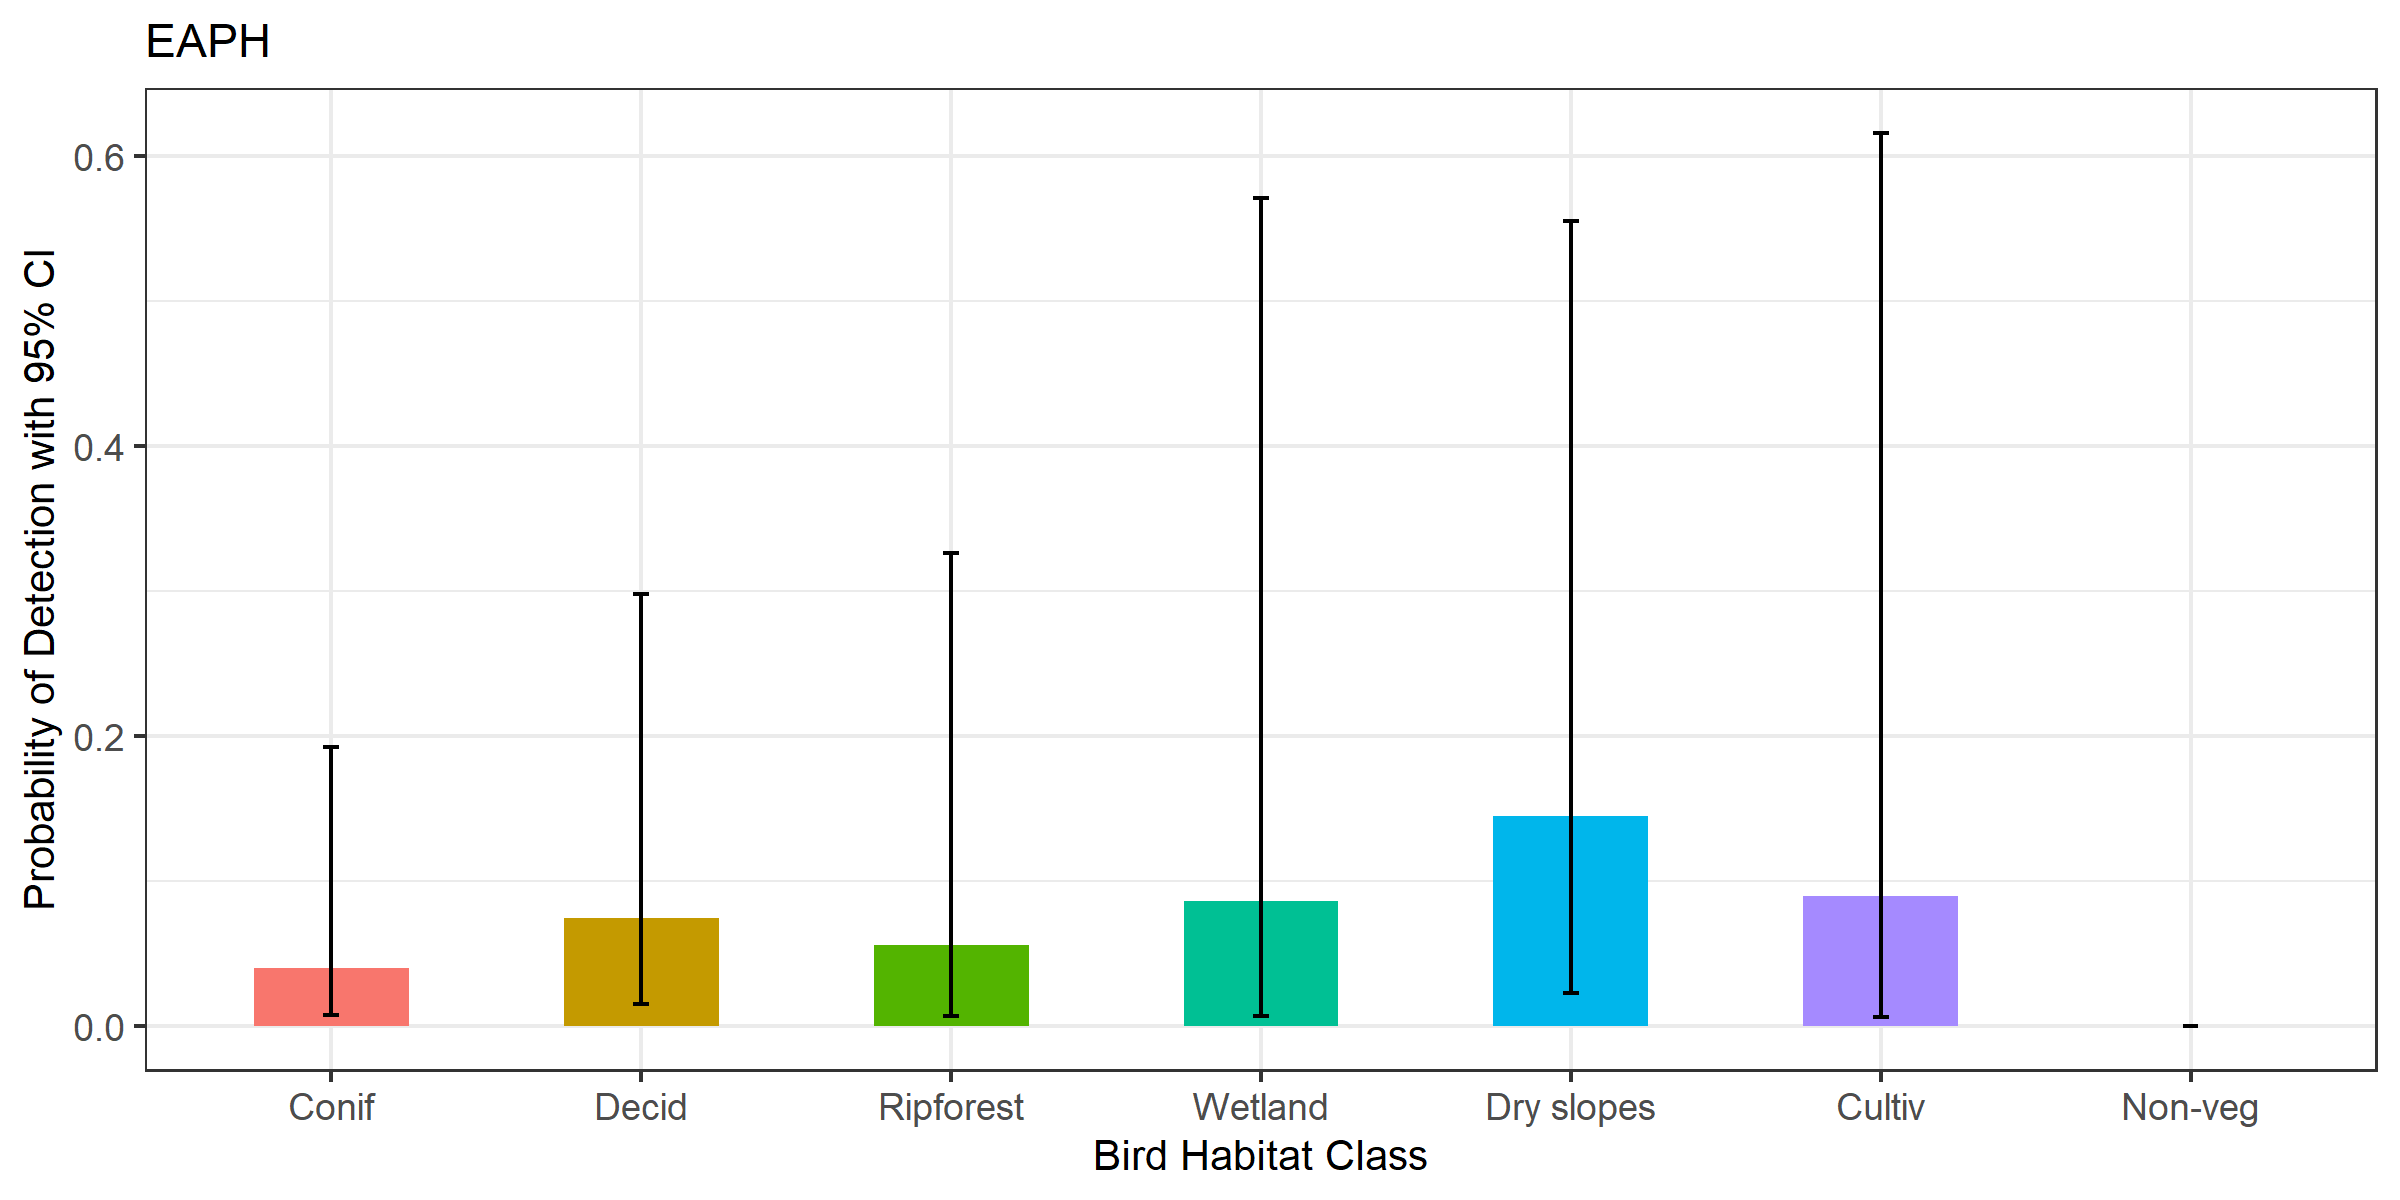 EAPH
Probability of Detection with 95% CI
0.6
0.4
0.2
0.0
Conif Decid Ripforest Wetland Dry slopes Cultiv Non-veg
Bird Habitat Class